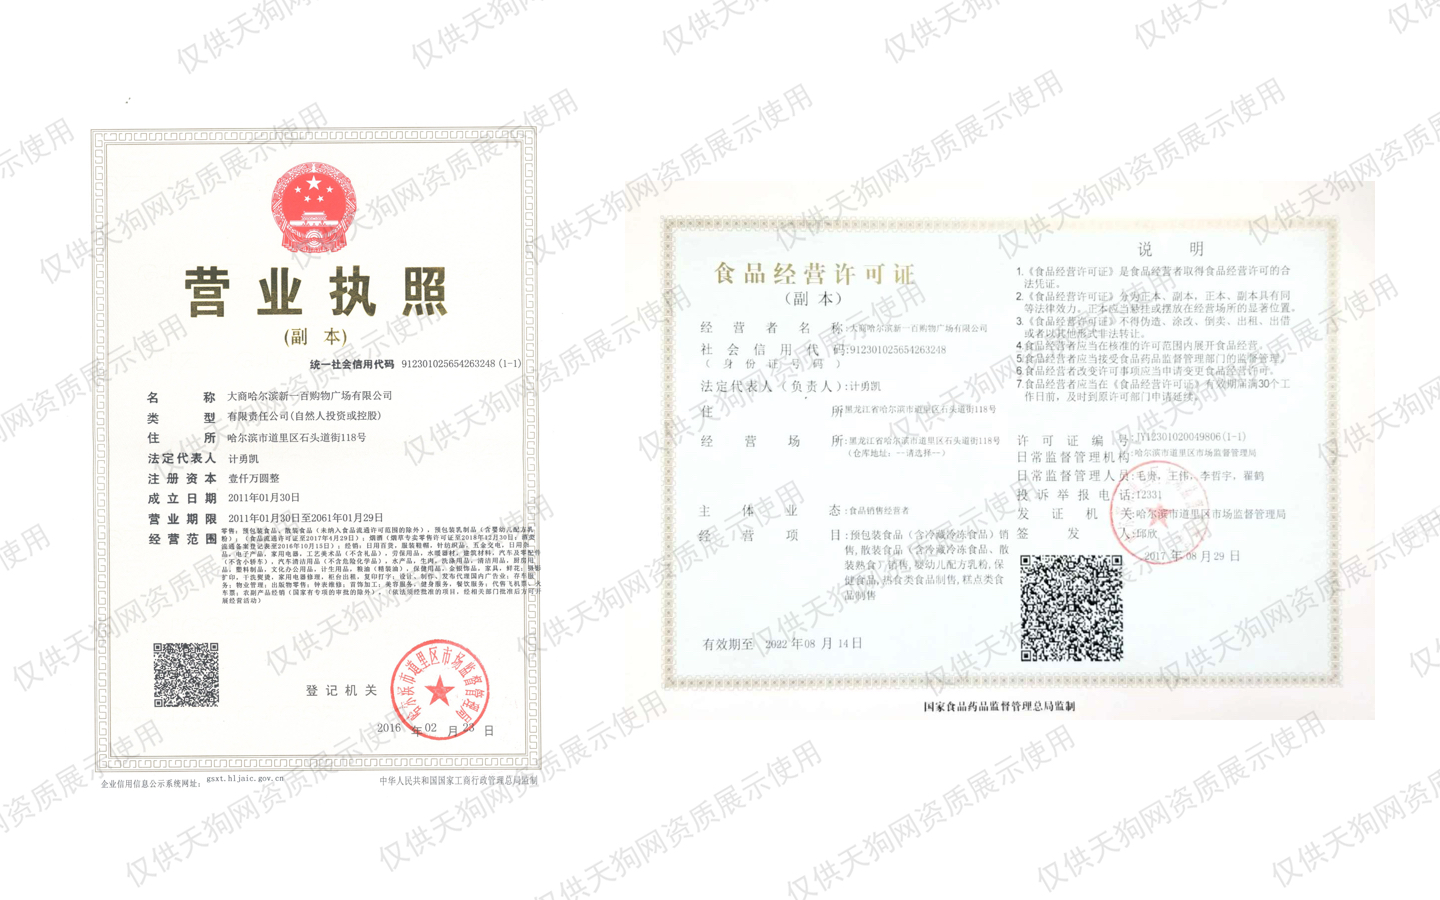 营业执照
(副 本)
统一社会信用代码 912301025654263248 (1-1)
名 称 大商哈尔滨新一百购物广场有限公司
类 型 有限责任公司(自然人投资或控股)
住 所 哈尔滨市道里区石头道街118号
法定代表人 计勇凯
注册资本 壹仟万圆整
成立日期 2011年01月30日
营业期限 2011年01月30日至2061年01月29日
经营范围
登记机关
哈尔滨市道里区市场监督管理局
2016 年 02 月 23 日
企业信用信息公示系统网址: gsxt.hljaic.gov.cn
中华人民共和国国家工商行政管理总局监制
食品经营许可证
(副 本)
经营者名称:大商哈尔滨新一百购物广场有限公司
社会信用代码:912301025654263248
(身份证号码)
法定代表人(负责人):计勇凯
住 所:黑龙江省哈尔滨市道里区石头道街118号
经营场所:黑龙江省哈尔滨市道里区石头道街118号
(仓库地址: --请选择--)
主体业态:食品销售经营者
经营项目:预包装食品(含冷藏冷冻食品)销
售, 散装食品(含冷藏冷冻食品、散
装熟食)销售, 婴幼儿配方乳粉, 保
健食品, 热食类食品制售, 糕点类食
品制售
有效期至 2022 年 08 月 14 日
说 明
1.《食品经营许可证》是食品经营者取得食品经营许可的合
法凭证。
2.《食品经营许可证》分为正本、副本, 正本、副本具有同
等法律效力, 正本应当悬挂或摆放在经营场所的显著位置。
3.《食品经营许可证》不得伪造、涂改、倒卖、出租、出借
或者以其他形式非法转让。
4.食品经营者应当在核准的许可范围内展开食品经营。
5.食品经营者应当接受食品药品监督管理部门的监督管理。
6.食品经营者改变许可事项应当申请变更食品经营许可。
7.食品经营者应当在《食品经营许可证》有效期届满30个工
作日前, 及时到原许可部门申请延续。
许可证编号:JY12301020049806(1-1)
日常监督管理机构:哈尔滨市道里区市场监督管理局
日常监督管理人员:毛赓, 王伟, 李哲宇, 翟鹤
投诉举报电话:12331
发证机关:哈尔滨市道里区市场监督管理局
签发人:邱欣
2017 年 08 月 29 日
国家食品药品监督管理总局监制
仅供天狗网资质展示使用